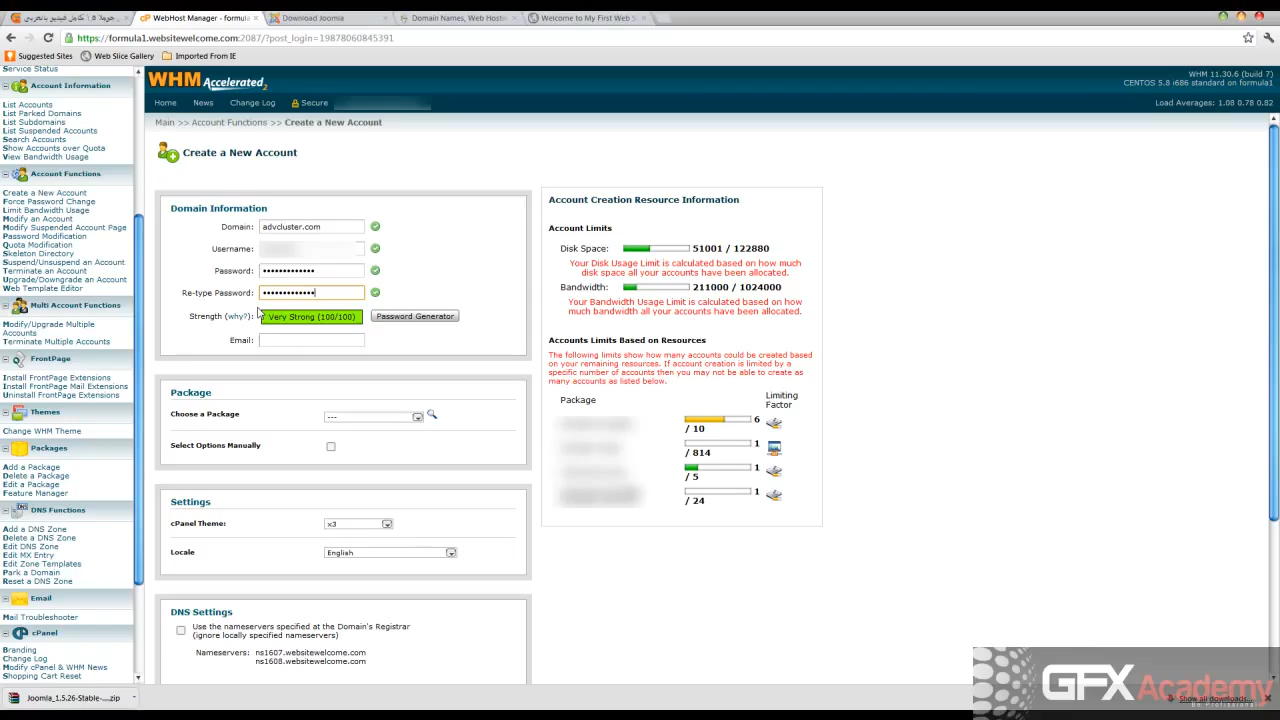 جوملا 1.5 | كامل فيديو بالعربي
WebHost Manager - formula
Download Joomla
Domain Names, Web Hosti
Welcome to My First Web S
https://formula1.websitewelcome.com:2087/?post_login=19878060845391
Suggested Sites
Web Slice Gallery
Imported From IE
Service Status
Account Information
List Accounts
List Parked Domains
List Subdomains
List Suspended Accounts
Search Accounts
Show Accounts over Quota
View Bandwidth Usage
Account Functions
Create a New Account
Force Password Change
Limit Bandwidth Usage
Modify an Account
Modify Suspended Account Page
Password Modification
Quota Modification
Skeleton Directory
Suspend/Unsuspend an Account
Terminate an Account
Upgrade/Downgrade an Account
Web Template Editor
Multi Account Functions
Modify/Upgrade Multiple
Accounts
Terminate Multiple Accounts
FrontPage
Install FrontPage Extensions
Install FrontPage Mail Extensions
Uninstall FrontPage Extensions
Themes
Change WHM Theme
Packages
Add a Package
Delete a Package
Edit a Package
Feature Manager
DNS Functions
Add a DNS Zone
Delete a DNS Zone
Edit DNS Zone
Edit MX Entry
Edit Zone Templates
Park a Domain
Reset a DNS Zone
Email
Mail Troubleshooter
cPanel
Branding
Change Log
Modify cPanel & WHM News
Shopping Cart Reset
WHM Accelerated2
WHM 11.30.6 (build 7)
CENTOS 5.8 i686 standard on formula1
Home
News
Change Log
Secure
Load Averages: 1.08 0.78 0.82
Main >> Account Functions >> Create a New Account
Create a New Account
Domain Information
Domain: advcluster.com
Username:
Password: •••••••••••••
Re-type Password: •••••••••••••
Strength (why?): Very Strong (100/100) Password Generator
Email:
Package
Choose a Package ---
Select Options Manually
Settings
cPanel Theme: x3
Locale English
DNS Settings
Use the nameservers specified at the Domain's Registrar
(ignore locally specified nameservers)
Nameservers: ns1607.websitewelcome.com
ns1608.websitewelcome.com
Account Creation Resource Information
Account Limits
Disk Space: 51001 / 122880
Your Disk Usage Limit is calculated based on how much
disk space all your accounts have been allocated.
Bandwidth: 211000 / 1024000
Your Bandwidth Usage Limit is calculated based on how
much bandwidth all your accounts have been allocated.
Accounts Limits Based on Resources
The following limits show how many accounts could be created based
on your remaining resources. If account creation is limited by a
specific number of accounts then you may not be able to create as
many accounts as listed below.
Package
Limiting
Factor
6
/ 10
1
/ 814
1
/ 5
1
/ 24
Joomla_1.5.26-Stable-....zip
Show all downloads...
GFX Academy
Be Professional